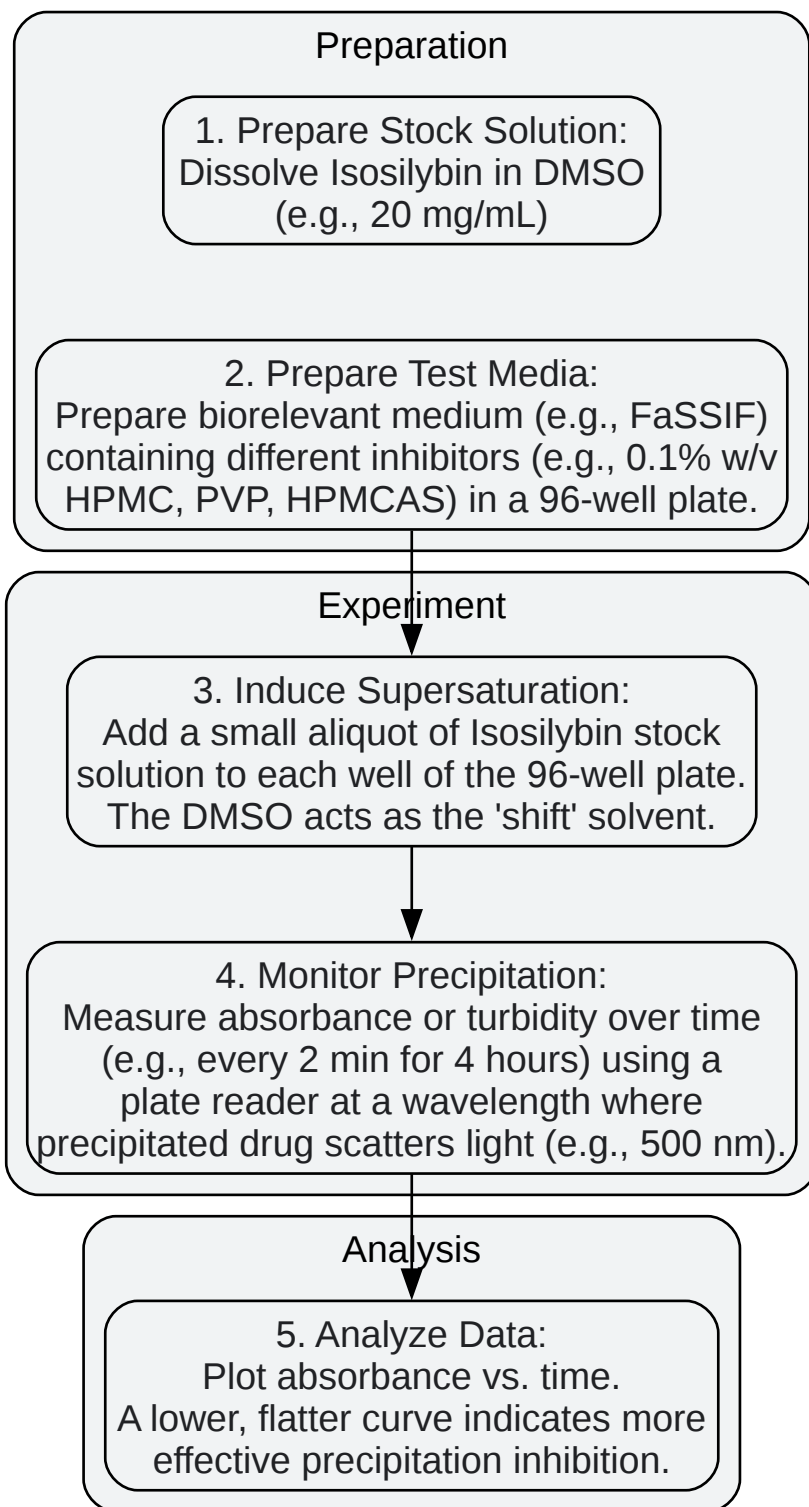 Preparation
1. Prepare Stock Solution:
Dissolve Isosilybin in DMSO
(e.g., 20 mg/mL)
2. Prepare Test Media:
Prepare biorelevant medium (e.g., FaSSIF)
containing different inhibitors (e.g., 0.1% w/v
HPMC, PVP, HPMCAS) in a 96-well plate.
Experiment
3. Induce Supersaturation:
Add a small aliquot of Isosilybin stock
solution to each well of the 96-well plate.
The DMSO acts as the 'shift' solvent.
4. Monitor Precipitation:
Measure absorbance or turbidity over time
(e.g., every 2 min for 4 hours) using a
plate reader at a wavelength where
precipitated drug scatters light (e.g., 500 nm).
Analysis
5. Analyze Data:
Plot absorbance vs. time.
A lower, flatter curve indicates more
effective precipitation inhibition.